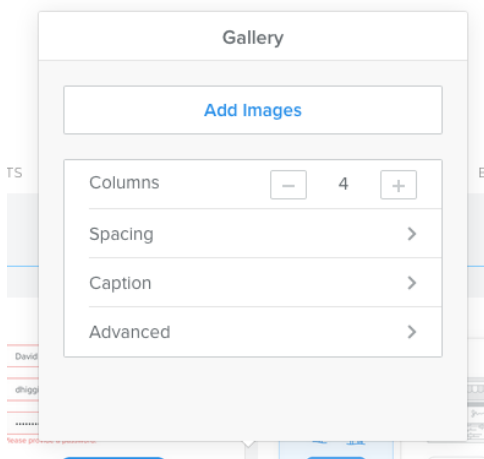 Gallery
Add Images
TS
Columns
4
Spacing
Caption
Advanced
David
dhiggi
Please provide a password.